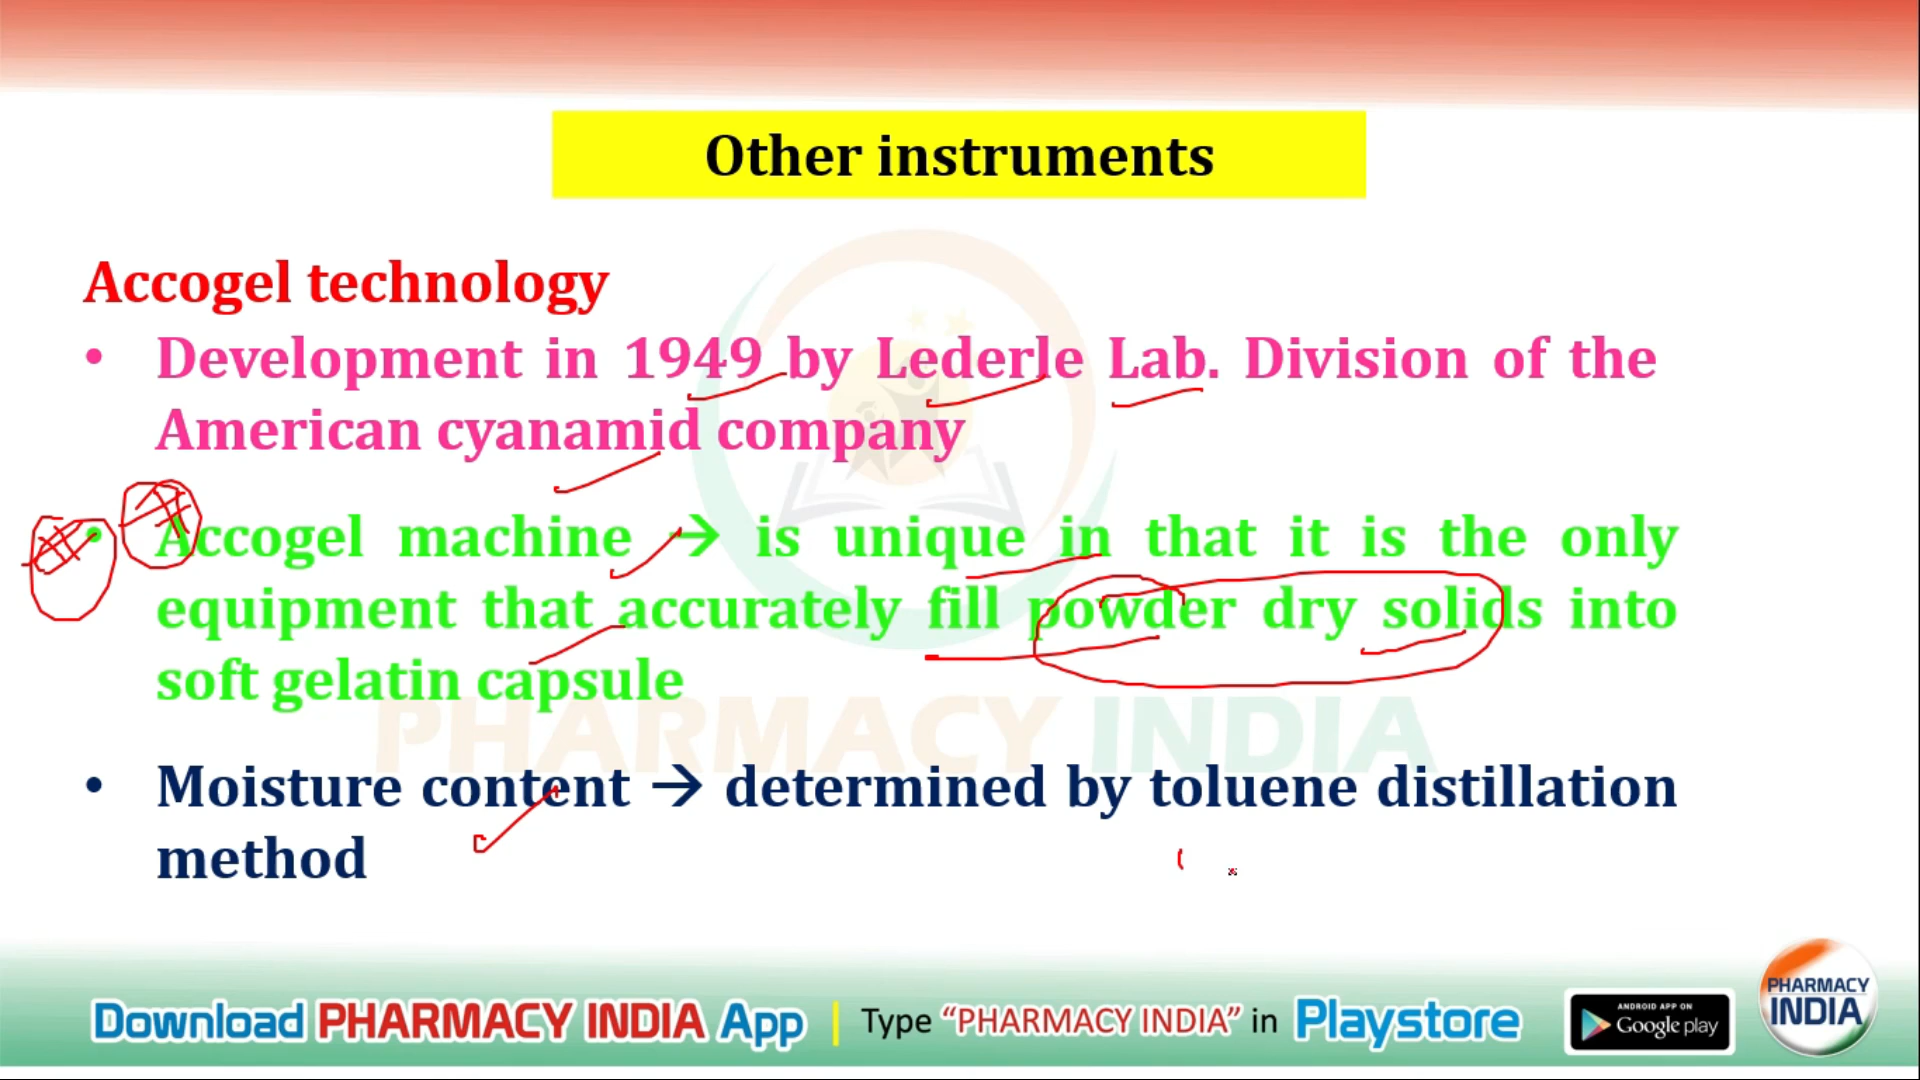 Other instruments
Accogel technology
• Development in 1949 by Lederle Lab. Division of the
American cyanamid company
• Accogel machine → is unique in that it is the only
equipment that accurately fill powder dry solids into
soft gelatin capsule
PHARMACY INDIA
• Moisture content → determined by toluene distillation
method
Download PHARMACY INDIA App | Type “PHARMACY INDIA” in Playstore
ANDROID APP ON
Google play
PHARMACY
INDIA